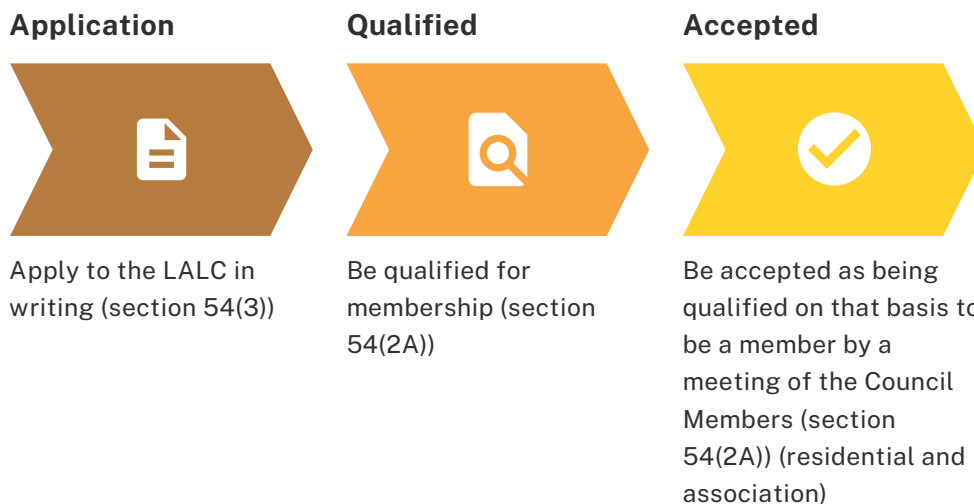 Application
Apply to the LALC in
writing (section 54(3))
Qualified
Be qualified for
membership (section
54(2A))
Accepted
Be accepted as being
qualified on that basis to
be a member by a
meeting of the Council
Members (section
54(2A)) (residential and
association)